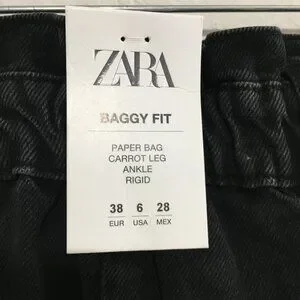 ZARA
BAGGY FIT
PAPER BAG
CARROT LEG
ANKLE
RIGID
38 6 28
EUR USA MEX